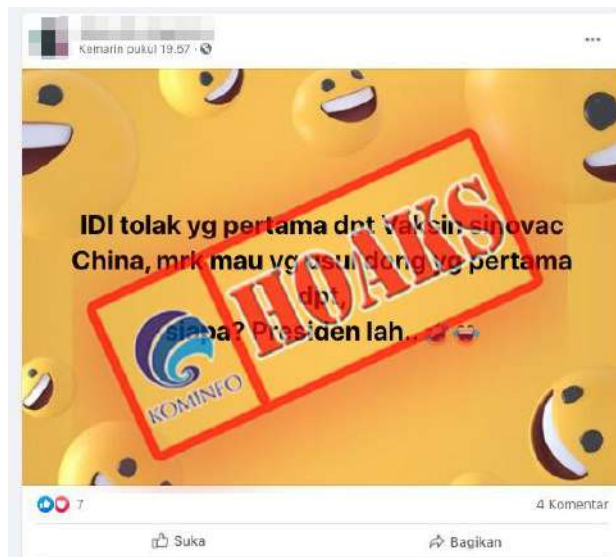 Kemarin pukul 19.57
IDI tolak yg pertama dpt Vaksin sinovac
China, mrk mau yg usul dong yg pertama
dpt,
siapa? Presiden lah..
HOAKS
KOMINFO
7
4 Komentar
Suka
Bagikan